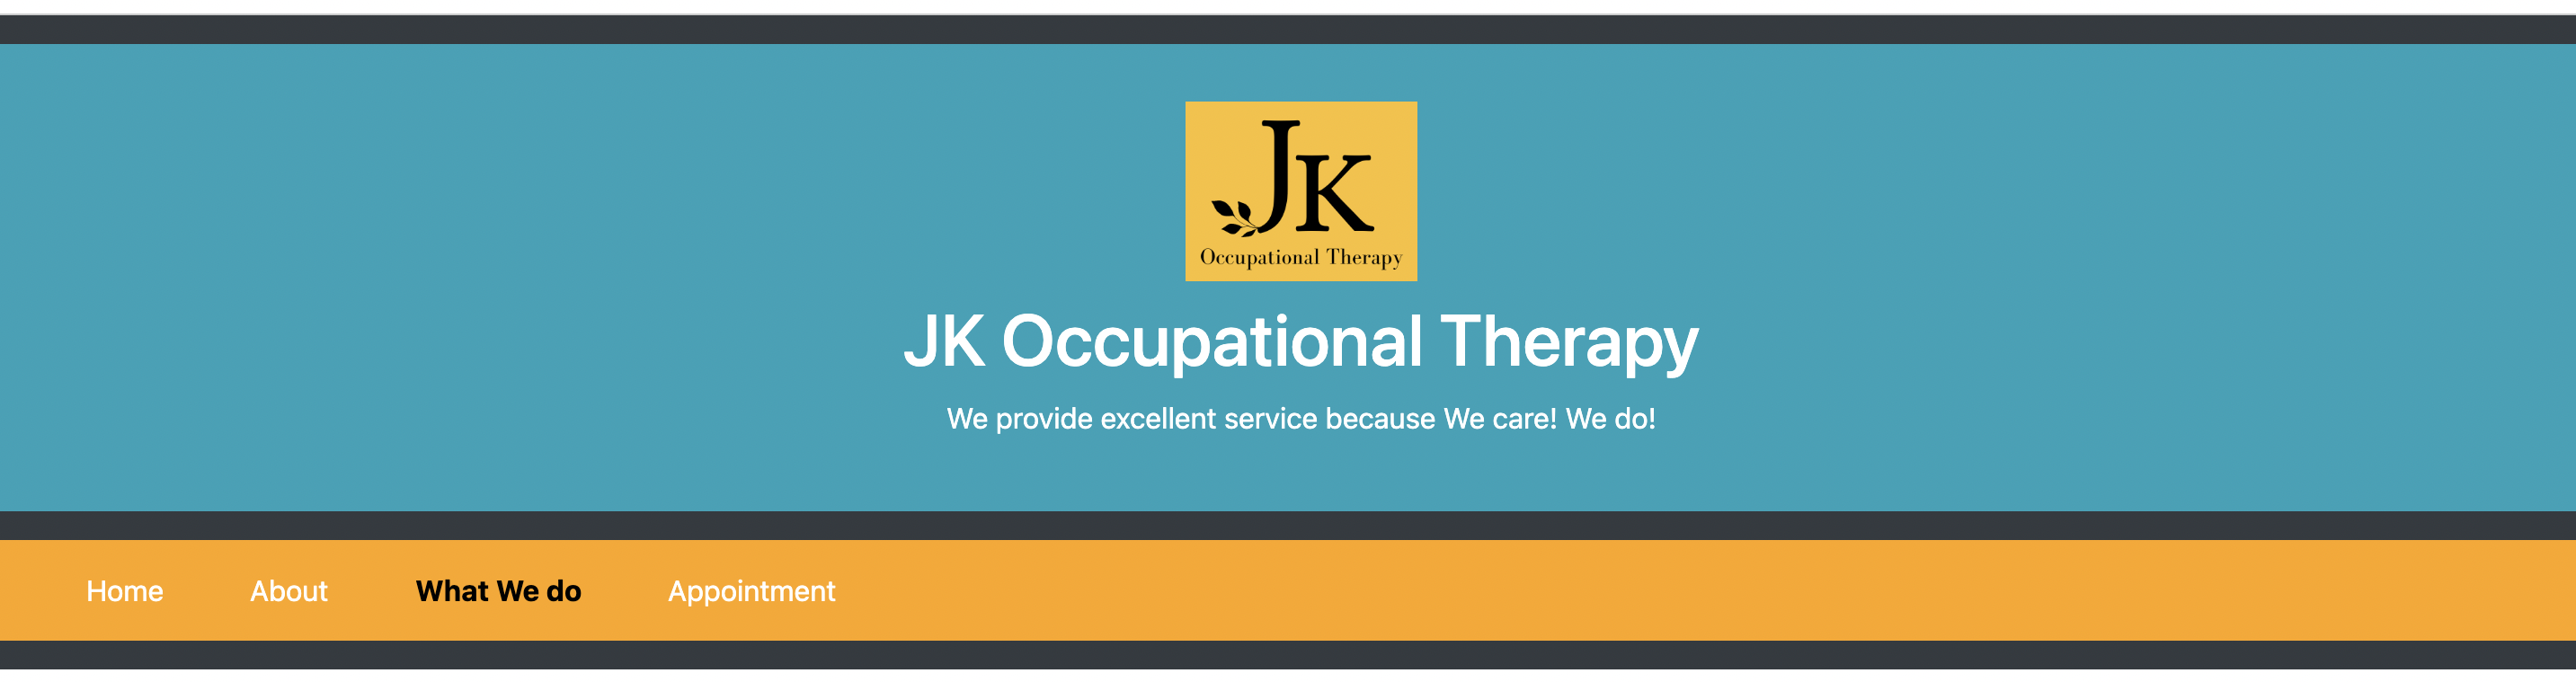 JK
Occupational Therapy
JK Occupational Therapy
We provide excellent service because We care! We do!
Home About What We do Appointment